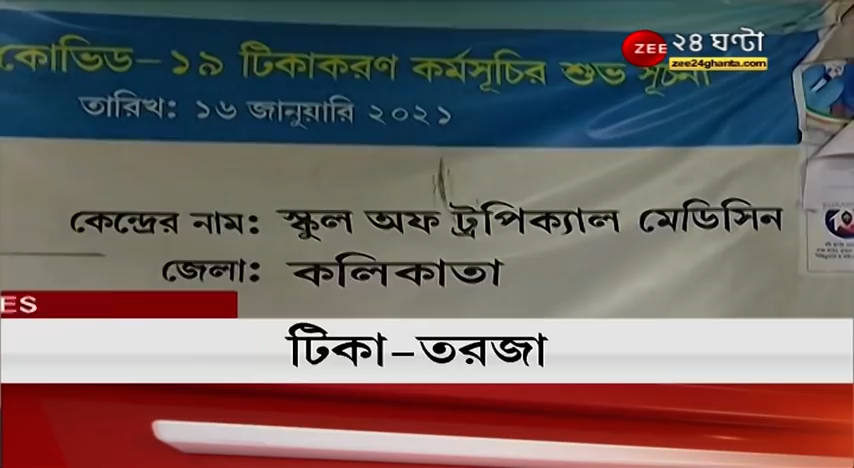 ZEE ২৪ ঘণ্টা
zee24ghanta.com
কোভিড-১৯ টিকাকরণ কর্মসূচির শুভ সূচনা
তারিখ: ১৬ জানুয়ারি ২০২১
কেন্দ্রের নাম: স্কুল অফ ট্রপিক্যাল মেডিসিন
জেলা: কলিকাতা
ES
টিকা-তরজা